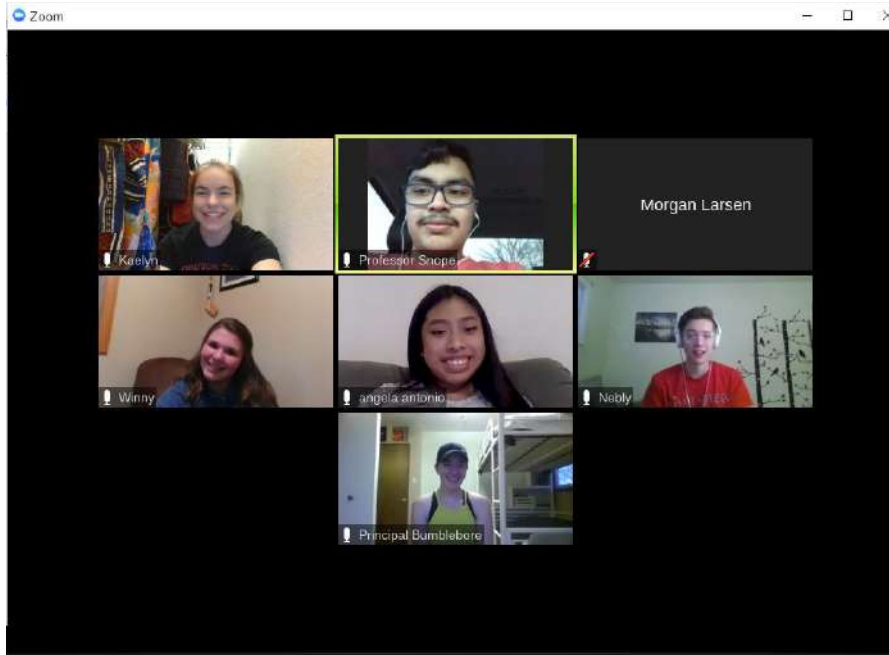 Zoom
Kaelyn
Professor Snope
Morgan Larsen
Winny
angela antonio
Nebly
Principal Bumblebore